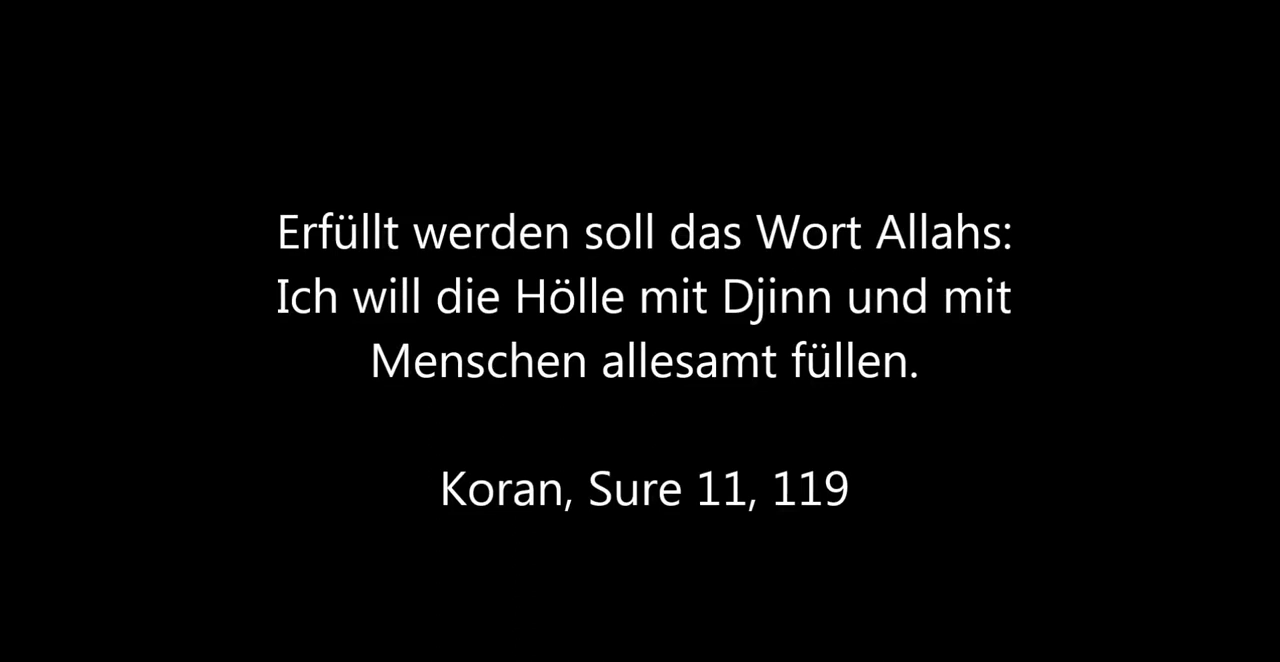 Erfüllt werden soll das Wort Allahs:
Ich will die Hölle mit Djinn und mit
Menschen allesamt füllen.
Koran, Sure 11, 119